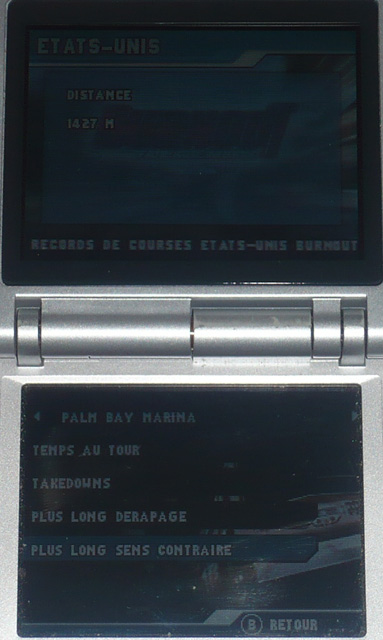 ETATS-UNIS
DISTANCE
1427 M
RECORDS DE COURSES ETATS-UNIS BURNOUT
PALM BAY MARINA
TEMPS AU TOUR
TAKEDOWNS
PLUS LONG DERAPAGE
PLUS LONG SENS CONTRAIRE
B RETOUR